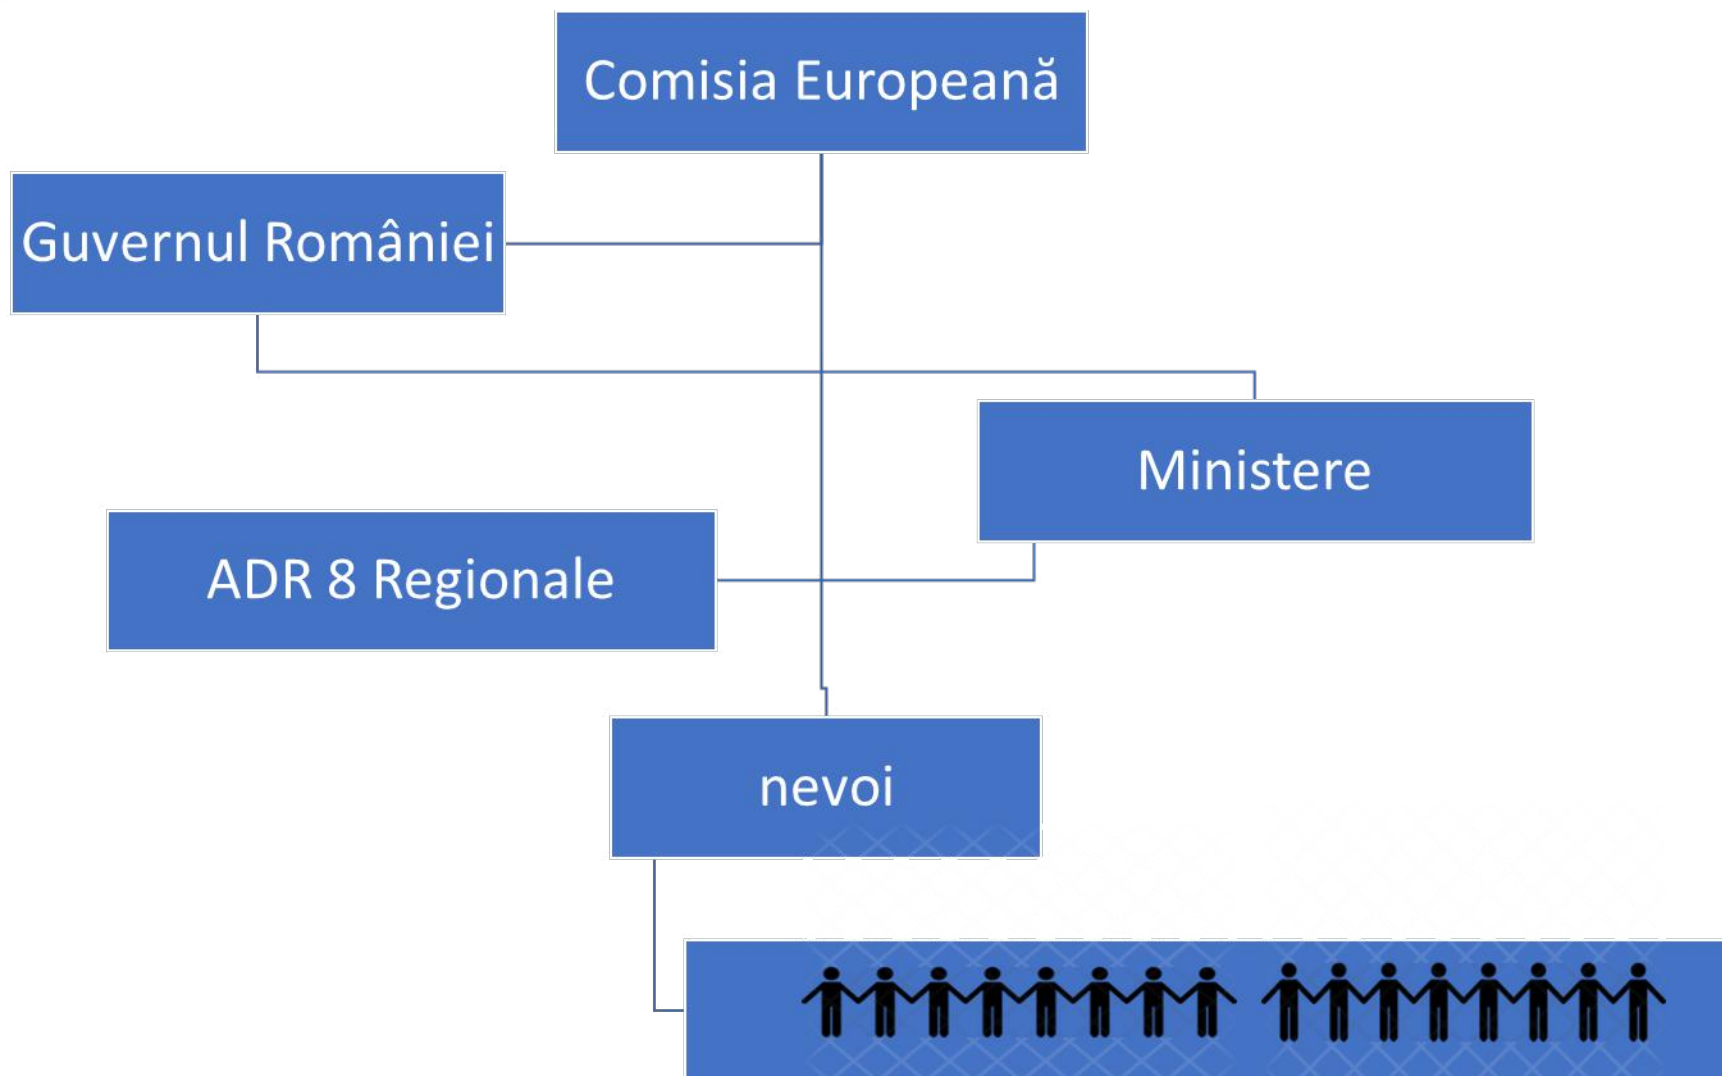 Comisia Europeană
Guvernul României
Ministere
ADR 8 Regionale
nevoi